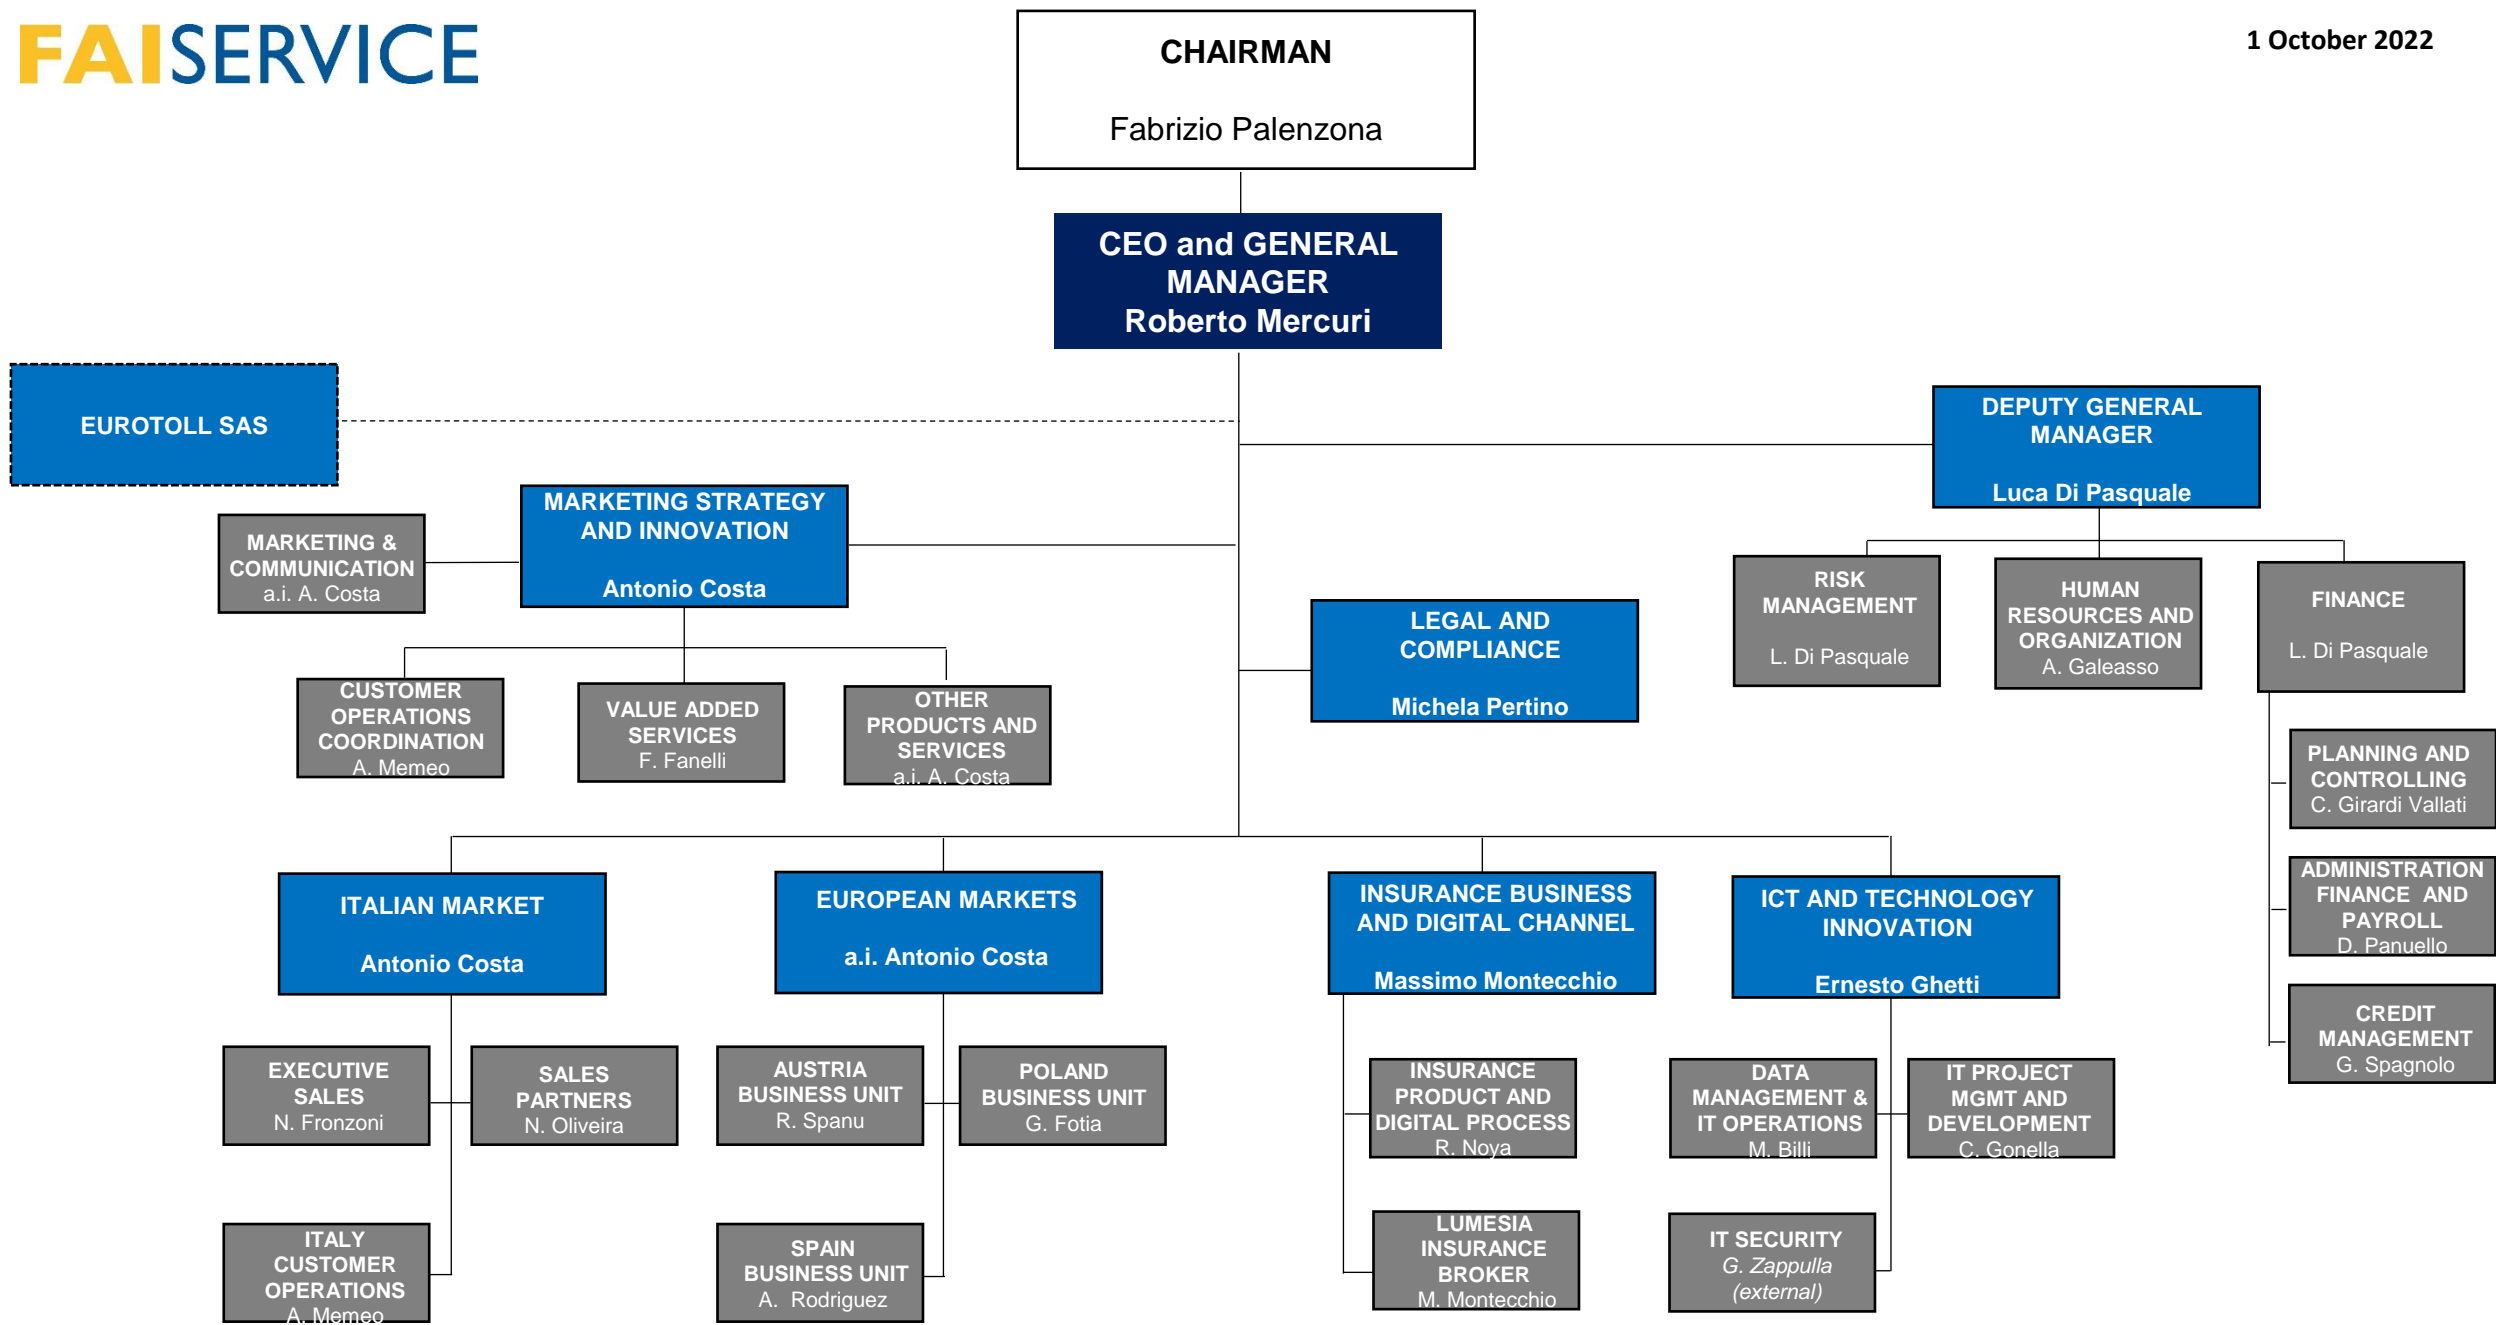 FAISERVICE
1 October 2022
CHAIRMAN
Fabrizio Palenzona
CEO and GENERAL
MANAGER
Roberto Mercuri
EUROTOLL SAS
DEPUTY GENERAL
MANAGER
Luca Di Pasquale
MARKETING STRATEGY
AND INNOVATION
Antonio Costa
MARKETING &
COMMUNICATION
a.i. A. Costa
RISK
MANAGEMENT
L. Di Pasquale
HUMAN
RESOURCES AND
ORGANIZATION
A. Galeasso
FINANCE
L. Di Pasquale
LEGAL AND
COMPLIANCE
Michela Pertino
CUSTOMER
OPERATIONS
COORDINATION
A. Memeo
VALUE ADDED
SERVICES
F. Fanelli
OTHER
PRODUCTS AND
SERVICES
a.i. A. Costa
PLANNING AND
CONTROLLING
C. Girardi Vallati
ADMINISTRATION
FINANCE AND
PAYROLL
D. Panuello
CREDIT
MANAGEMENT
G. Spagnolo
ITALIAN MARKET
Antonio Costa
EUROPEAN MARKETS
a.i. Antonio Costa
INSURANCE BUSINESS
AND DIGITAL CHANNEL
Massimo Montecchio
ICT AND TECHNOLOGY
INNOVATION
Ernesto Ghetti
EXECUTIVE
SALES
N. Fronzoni
SALES
PARTNERS
N. Oliveira
AUSTRIA
BUSINESS UNIT
R. Spanu
POLAND
BUSINESS UNIT
G. Fotia
INSURANCE
PRODUCT AND
DIGITAL PROCESS
R. Noya
DATA
MANAGEMENT &
IT OPERATIONS
M. Billi
IT PROJECT
MGMT AND
DEVELOPMENT
C. Gonella
ITALY
CUSTOMER
OPERATIONS
A. Memeo
SPAIN
BUSINESS UNIT
A. Rodriguez
LUMESIA
INSURANCE
BROKER
M. Montecchio
IT SECURITY
G. Zappulla
(external)